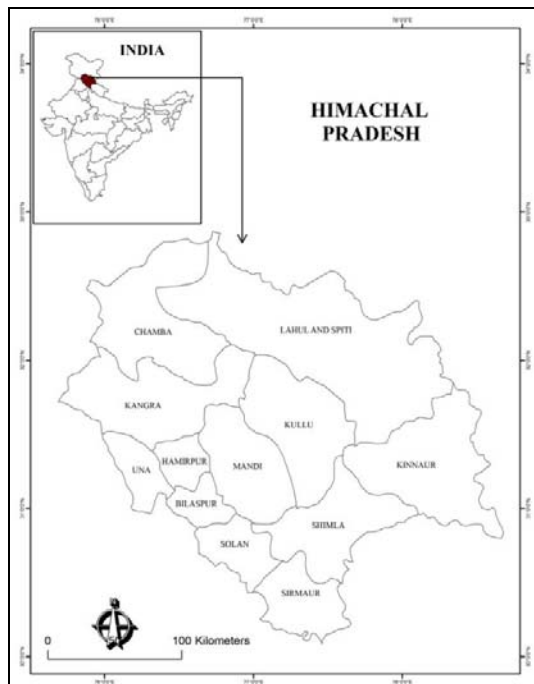 INDIA
HIMACHAL
PRADESH
CHAMBA
LAHUL AND SPITI
KANGRA
KULLU
HAMIRPUR
MANDI
UNA
KINNAUR
BILASPUR
SHIMLA
SOLAN
SIRMAUR
0
100 Kilometers